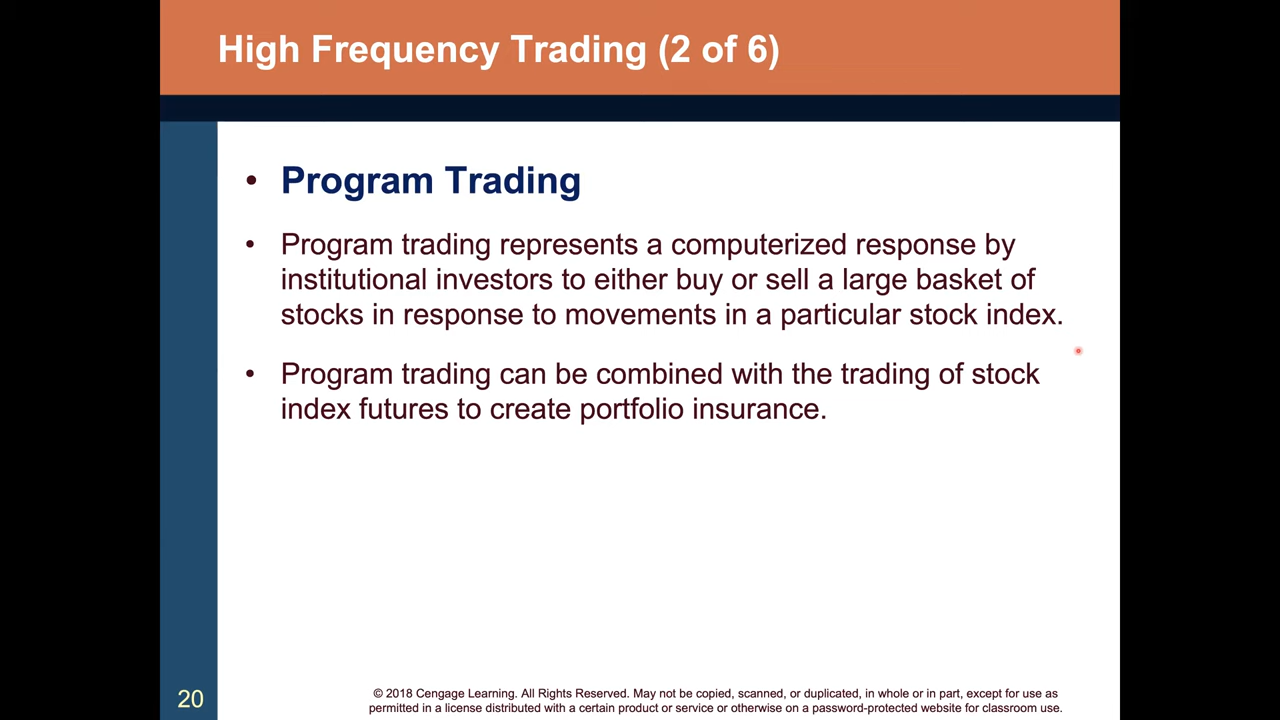 High Frequency Trading (2 of 6)
• Program Trading
• Program trading represents a computerized response by
institutional investors to either buy or sell a large basket of
stocks in response to movements in a particular stock index.
• Program trading can be combined with the trading of stock
index futures to create portfolio insurance.
20
© 2018 Cengage Learning. All Rights Reserved. May not be copied, scanned, or duplicated, in whole or in part, except for use as
permitted in a license distributed with a certain product or service or otherwise on a password-protected website for classroom use.